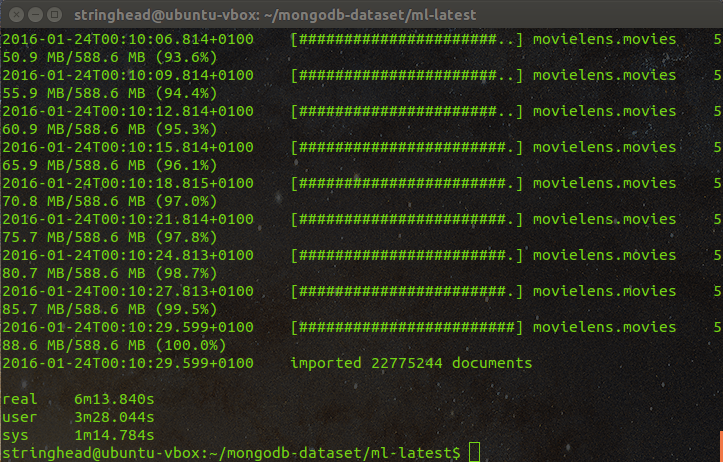 stringhead@ubuntu-vbox: ~/mongodb-dataset/ml-latest
2016-01-24T00:10:06.814+0100    [######################..] movielens.movies    5
50.9 MB/588.6 MB (93.6%)
2016-01-24T00:10:09.814+0100    [######################..] movielens.movies    5
55.9 MB/588.6 MB (94.4%)
2016-01-24T00:10:12.814+0100    [######################..] movielens.movies    5
60.9 MB/588.6 MB (95.3%)
2016-01-24T00:10:15.814+0100    [#######################.] movielens.movies    5
65.9 MB/588.6 MB (96.1%)
2016-01-24T00:10:18.815+0100    [#######################.] movielens.movies    5
70.8 MB/588.6 MB (97.0%)
2016-01-24T00:10:21.814+0100    [#######################.] movielens.movies    5
75.7 MB/588.6 MB (97.8%)
2016-01-24T00:10:24.813+0100    [#######################.] movielens.movies    5
80.7 MB/588.6 MB (98.7%)
2016-01-24T00:10:27.813+0100    [#######################.] movielens.movies    5
85.7 MB/588.6 MB (99.5%)
2016-01-24T00:10:29.599+0100    [########################] movielens.movies    5
88.6 MB/588.6 MB (100.0%)
2016-01-24T00:10:29.599+0100    imported 22775244 documents
real    6m13.840s
user    3m28.044s
sys     1m14.784s
stringhead@ubuntu-vbox:~/mongodb-dataset/ml-latest$